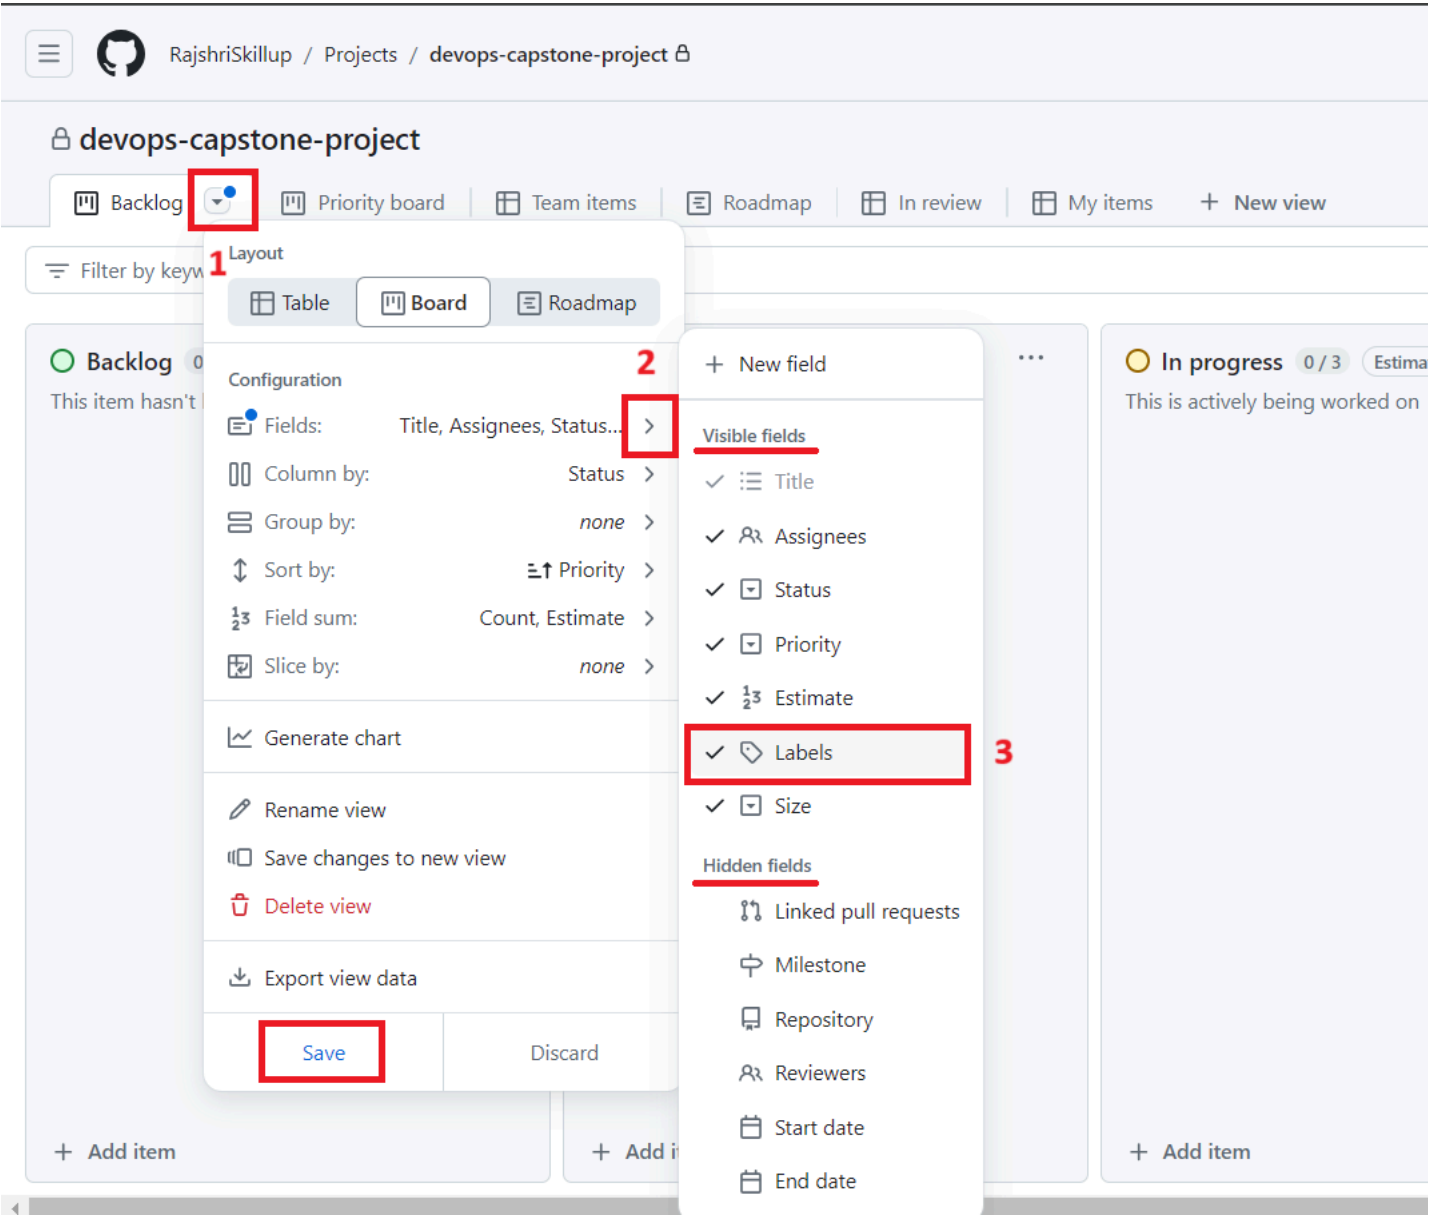 RajshriSkillup / Projects / devops-capstone-project
devops-capstone-project
Backlog
Priority board
Team items
Roadmap
In review
My items
+ New view
1
Layout
Filter by keyw
Table
Board
Roadmap
Configuration
2
Fields: Title, Assignees, Status...
Column by: Status
Group by: none
Sort by: Priority
Field sum: Count, Estimate
Slice by: none
Generate chart
Rename view
Save changes to new view
Delete view
Export view data
Save
Discard
+ New field
Visible fields
Title
Assignees
Status
Priority
Estimate
Labels
3
Size
Hidden fields
Linked pull requests
Milestone
Repository
Reviewers
Start date
End date
Backlog 0
This item hasn't
+ Add item
+ Add i
...
In progress 0 / 3 Estima
This is actively being worked on
+ Add item